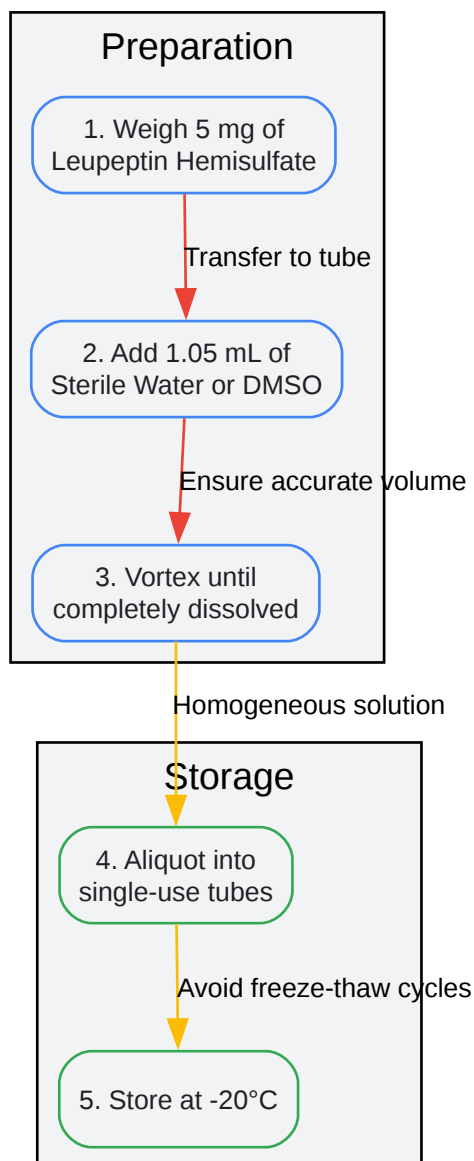 Preparation
1. Weigh 5 mg of
Leupeptin Hemisulfate
Transfer to tube
2. Add 1.05 mL of
Sterile Water or DMSO
Ensure accurate volume
3. Vortex until
completely dissolved
Homogeneous solution
Storage
4. Aliquot into
single-use tubes
Avoid freeze-thaw cycles
5. Store at -20°C